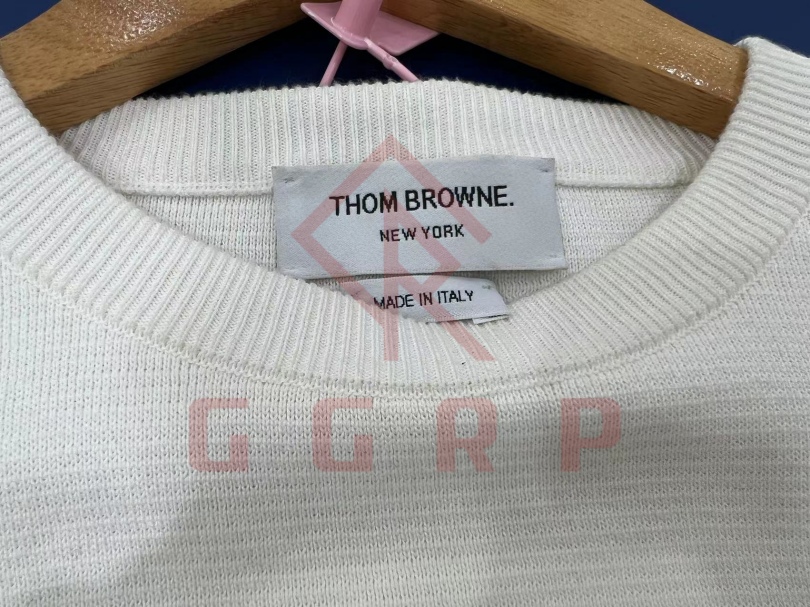 THOM BROWNE.
NEW YORK
MADE IN ITALY
GGRP